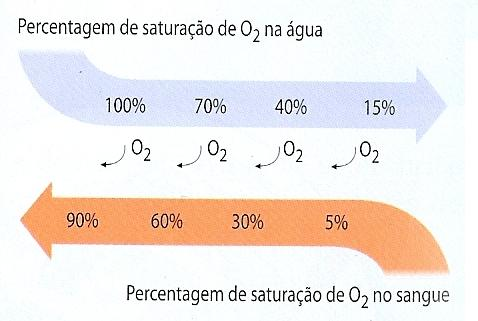 Percentagem de saturação de O2 na água
100% 70% 40% 15%
O2 O2 O2 O2
90% 60% 30% 5%
Percentagem de saturação de O2 no sangue